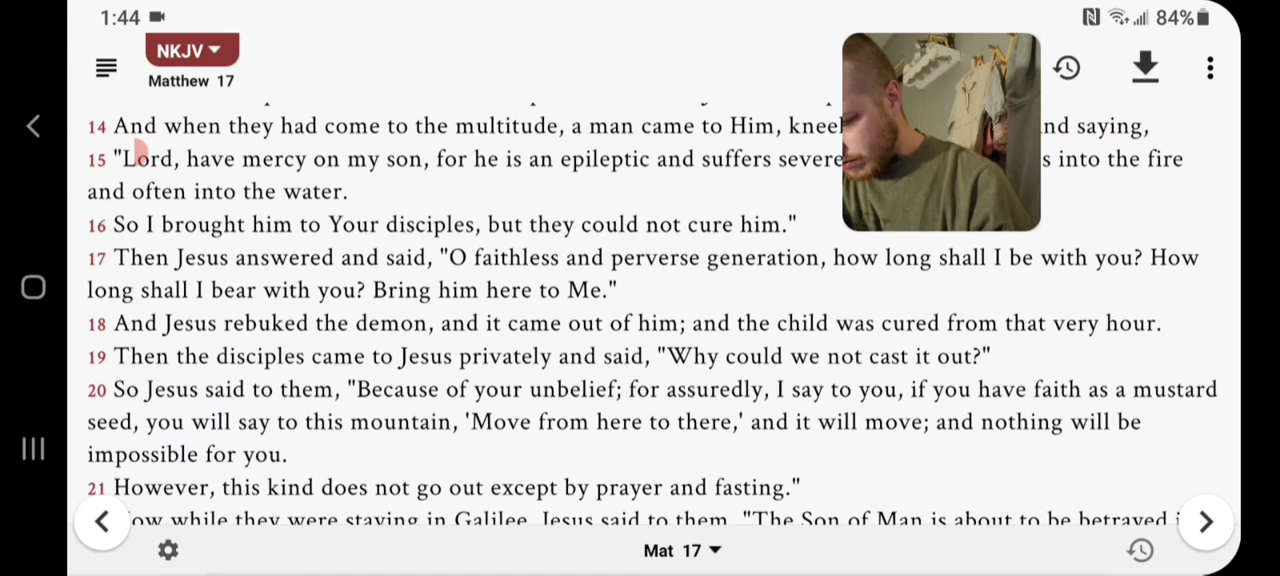 1:44 84%
NKJV
Matthew 17
14 And when they had come to the multitude, a man came to Him, nd saying,
15 "Lord, have mercy on my son, for he is an epileptic and suffers s into the fire
and often into the water.
16 So I brought him to Your disciples, but they could not cure him."
17 Then Jesus answered and said, "O faithless and perverse generation, how long shall I be with you? How
long shall I bear with you? Bring him here to Me."
18 And Jesus rebuked the demon, and it came out of him; and the child was cured from that very hour.
19 Then the disciples came to Jesus privately and said, "Why could we not cast it out?"
20 So Jesus said to them, "Because of your unbelief; for assuredly, I say to you, if you have faith as a mustard
seed, you will say to this mountain, 'Move from here to there,' and it will move; and nothing will be
impossible for you.
21 However, this kind does not go out except by prayer and fasting."
ow while they were staying in Galilee, Jesus said to them, "The Son of Man is about to be betrayed
Mat 17